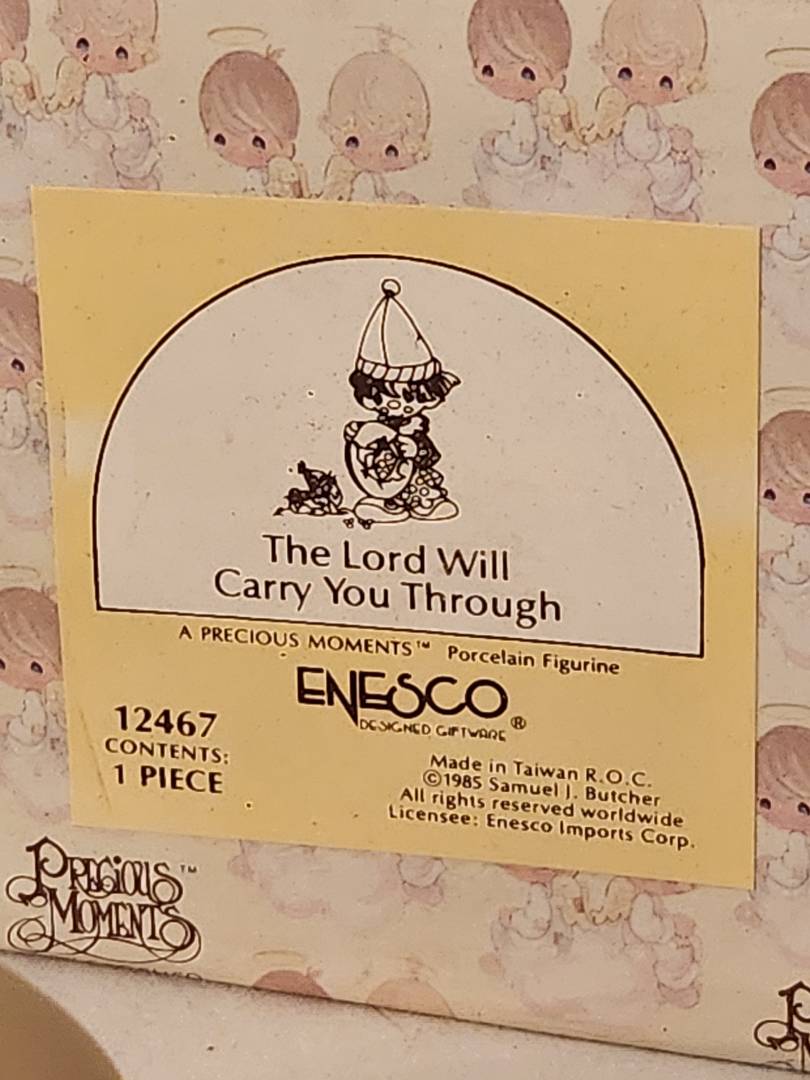 The Lord Will
Carry You Through
A PRECIOUS MOMENTS™ Porcelain Figurine
ENESCO®
DESIGNED GIFTWARE
12467
CONTENTS:
1 PIECE
Made in Taiwan R.O.C.
©1985 Samuel J. Butcher
All rights reserved worldwide
Licensee: Enesco Imports Corp.
PRECIOUS™
MOMENTS